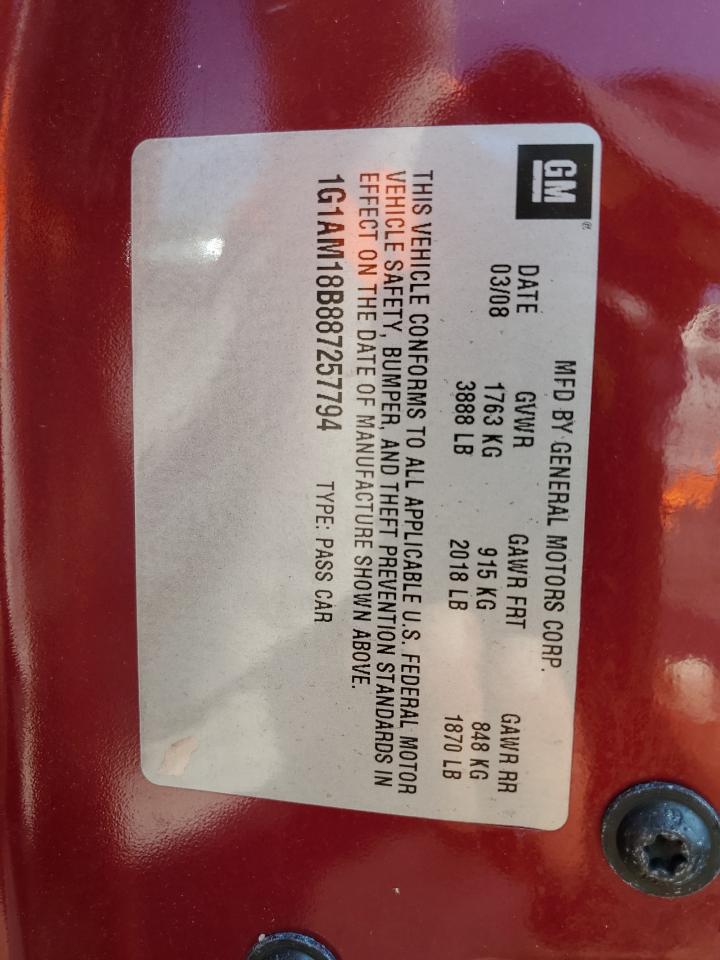 GM®
MFD BY GENERAL MOTORS CORP.
DATE GVWR GAWR FRT GAWR RR
03/08 1763 KG 915 KG 848 KG
3888 LB 2018 LB 1870 LB
THIS VEHICLE CONFORMS TO ALL APPLICABLE U.S. FEDERAL MOTOR
VEHICLE SAFETY, BUMPER, AND THEFT PREVENTION STANDARDS IN
EFFECT ON THE DATE OF MANUFACTURE SHOWN ABOVE.
1G1AM18B887257794 TYPE: PASS CAR